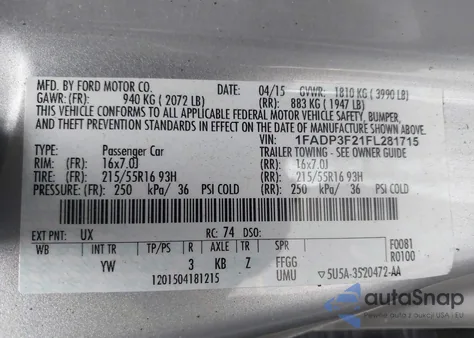 MFD. BY FORD MOTOR CO. DATE: 04/15 GVWR: 1810 KG ( 3990 LB)
GAWR: (FR): 940 KG ( 2072 LB) (RR): 883 KG ( 1947 LB)
THIS VEHICLE CONFORMS TO ALL APPLICABLE FEDERAL MOTOR VEHICLE SAFETY, BUMPER,
AND THEFT PREVENTION STANDARDS IN EFFECT ON THE DATE OF MANUFACTURE SHOWN ABOVE.
VIN: 1FADP3F21FL281715
TYPE: Passenger Car TRAILER TOWING - SEE OWNER GUIDE
RIM: (FR) 16x7.0J (RR) 16x7.0J
TIRE: (FR) 215/55R16 93H (RR) 215/55R16 93H
PRESSURE: (FR) 250 kPa/ 36 PSI COLD (RR) 250 kPa/ 36 PSI COLD
EXT PNT: UX RC: 74 DSO: F0081
WB INT TR TP/PS R AXLE TR SPR R0100
YW 3 KB Z FFGG
1201504181215 UMU ▽5U5A-3520472-AA
autoSnap